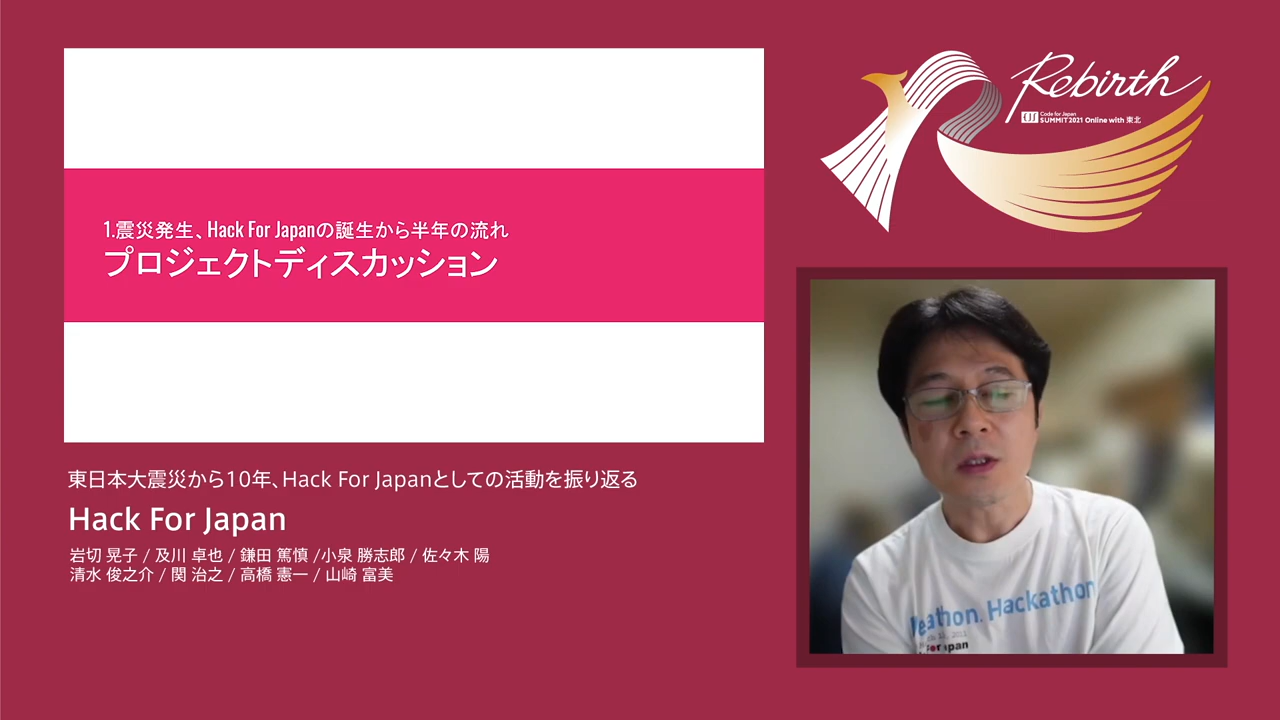 1.震災発生、Hack For Japanの誕生から半年の流れ
プロジェクトディスカッション
Rebirth
Code for Japan
SUMMIT2021 Online with 東北
東日本大震災から10年、Hack For Japanとしての活動を振り返る
Hack For Japan
岩切 晃子 / 及川 卓也 / 鎌田 篤慎 /小泉 勝志郎 / 佐々木 陽
清水 俊之介 / 関 治之 / 高橋 憲一 / 山崎 富美
Hackathon
2011
For Japan